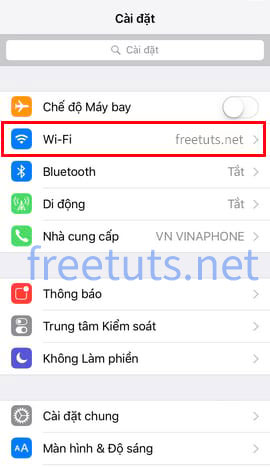 Cài đặt
Cài đặt
Chế độ Máy bay
Wi-Fi freetuts.net
Bluetooth Tắt
Di động Tắt
Nhà cung cấp VN VINAPHONE
freetuts.net
Thông báo
Trung tâm Kiểm soát
Không Làm phiền
Cài đặt chung
AA Màn hình & Độ sáng